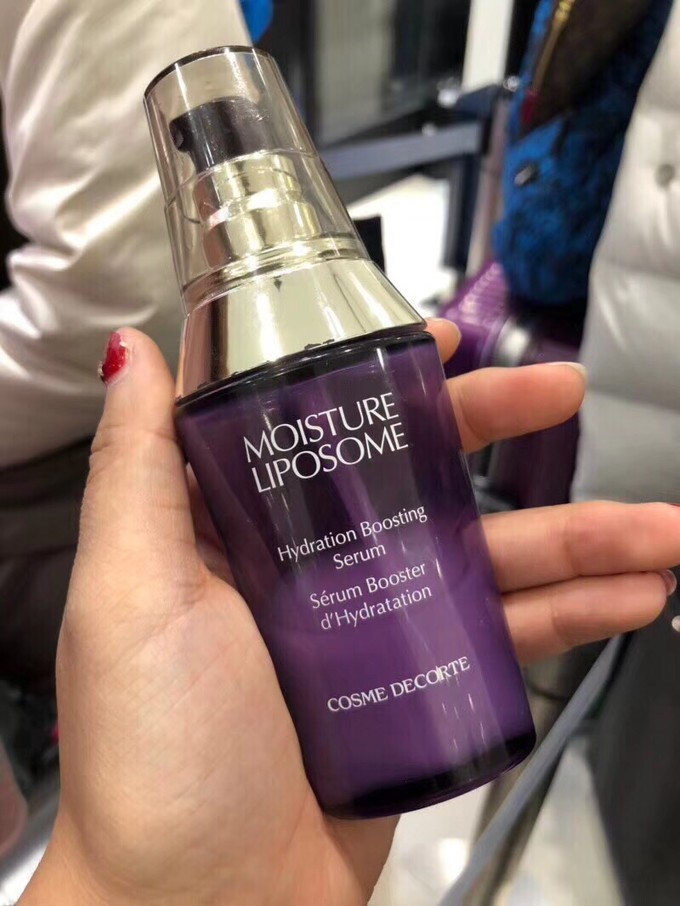 MOISTURE
LIPOSOME
Hydration Boosting
Serum
Sérum Booster
d'Hydratation
COSME DECORTE